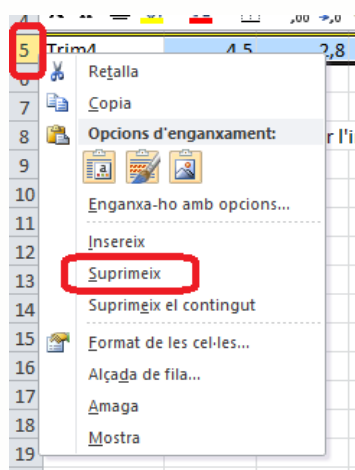 ,00 ,0
5 Trim4 4,5 2,8
6 Retalla
7 Copia
8 Opcions d'enganxament: r l'i
9
10 Enganxa-ho amb opcions...
11 Insereix
12
13 Suprimeix
14 Suprimeix el contingut
15 Format de les cel·les...
16 Alçada de fila...
17 Amaga
18 Mostra
19